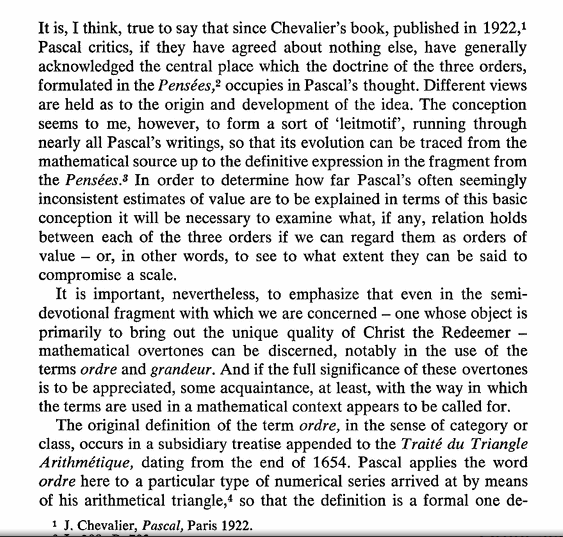 It is, I think, true to say that since Chevalier's book, published in 1922,¹
Pascal critics, if they have agreed about nothing else, have generally
acknowledged the central place which the doctrine of the three orders,
formulated in the Pensées,² occupies in Pascal's thought. Different views
are held as to the origin and development of the idea. The conception
seems to me, however, to form a sort of 'leitmotif', running through
nearly all Pascal's writings, so that its evolution can be traced from the
mathematical source up to the definitive expression in the fragment from
the Pensées.³ In order to determine how far Pascal's often seemingly
inconsistent estimates of value are to be explained in terms of this basic
conception it will be necessary to examine what, if any, relation holds
between each of the three orders if we can regard them as orders of
value – or, in other words, to see to what extent they can be said to
compromise a scale.
It is important, nevertheless, to emphasize that even in the semi-
devotional fragment with which we are concerned – one whose object is
primarily to bring out the unique quality of Christ the Redeemer –
mathematical overtones can be discerned, notably in the use of the
terms ordre and grandeur. And if the full significance of these overtones
is to be appreciated, some acquaintance, at least, with the way in which
the terms are used in a mathematical context appears to be called for.
The original definition of the term ordre, in the sense of category or
class, occurs in a subsidiary treatise appended to the Traité du Triangle
Arithmétique, dating from the end of 1654. Pascal applies the word
ordre here to a particular type of numerical series arrived at by means
of his arithmetical triangle,⁴ so that the definition is a formal one de-
¹ J. Chevalier, Pascal, Paris 1922.